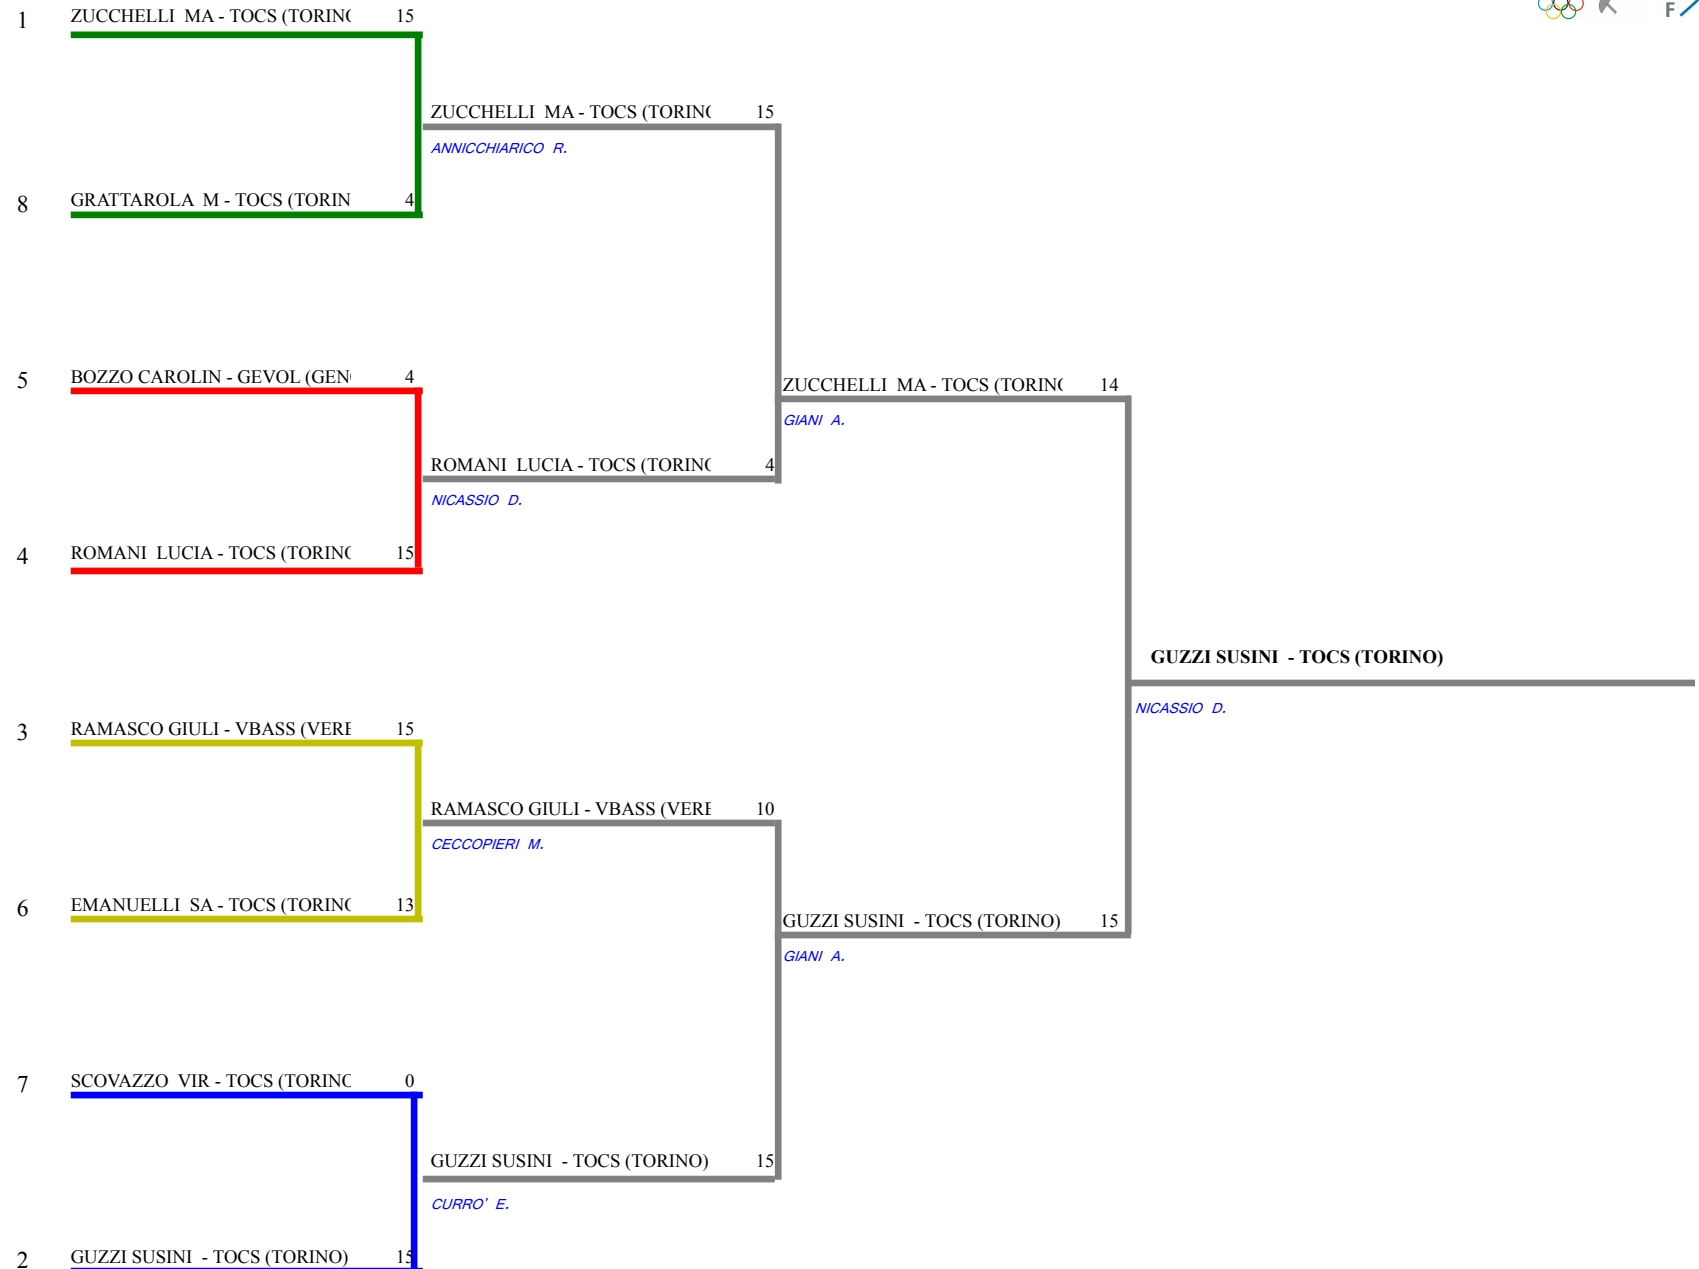 1 ZUCCHELLI MA - TOCS (TORIN( 15
F
ZUCCHELLI MA - TOCS (TORIN( 15
ANNICCHIARICO R.
8 GRATTAROLA M - TOCS (TORIN 4
5 BOZZO CAROLIN - GEVOL (GEN 4
ZUCCHELLI MA - TOCS (TORIN( 14
GIANI A.
ROMANI LUCIA - TOCS (TORIN( 4
NICASSIO D.
4 ROMANI LUCIA - TOCS (TORIN( 15
GUZZI SUSINI - TOCS (TORINO)
NICASSIO D.
3 RAMASCO GIULI - VBASS (VERE 15
RAMASCO GIULI - VBASS (VERE 10
CECCOPIERI M.
6 EMANUELLI SA - TOCS (TORIN( 13
GUZZI SUSINI - TOCS (TORINO) 15
GIANI A.
7 SCOVAZZO VIR - TOCS (TORINC 0
GUZZI SUSINI - TOCS (TORINO) 15
CURRO' E.
2 GUZZI SUSINI - TOCS (TORINO) 15